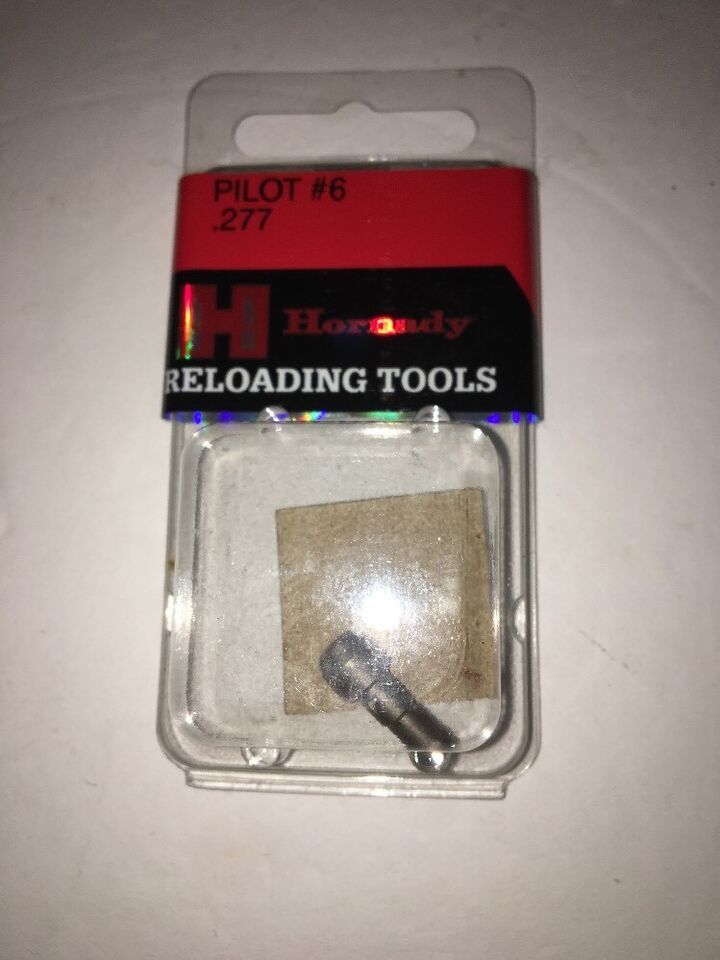 PILOT #6
.277
H Hornady
RELOADING TOOLS